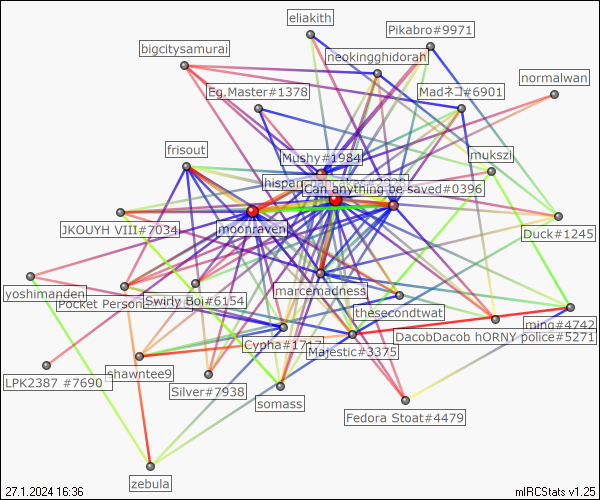 eliakith
Pikabro#9971
bigcitysamurai
neokingghidorah
normalwan
Eg.Master#1378
Madネコ#6901
frisout
Mushy#1984
mukszi
Can anything be saved#0396
JKOUYH VIII#7034
moonraven
Duck#1245
yoshimanden
Pocket Person
Swirly Boi#6154
marcemadness
thesecondtwat
ming#4742
Cypha#1717
Majestic#3375
DacobDacob hORNY police#5271
shawntee9
LPK2387 #7690
Silver#7938
somass
Fedora Stoat#4479
zebula
27.1.2024 16:36
mIRCStats v1.25